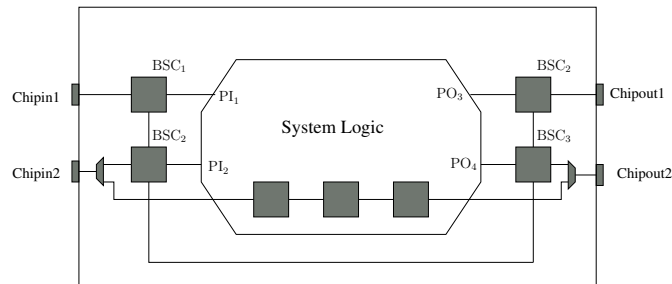 BSC₁
BSC₂
Chipin1
PI₁
PO₃
Chipout1
System Logic
BSC₂
BSC₃
Chipin2
PI₂
PO₄
Chipout2